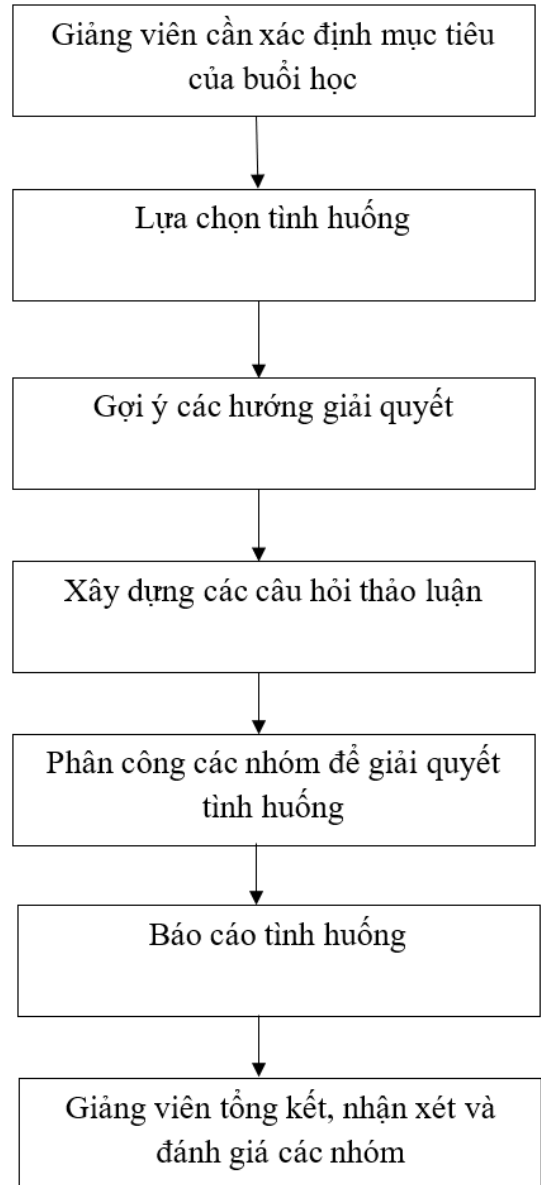 Giảng viên cần xác định mục tiêu
của buổi học
Lựa chọn tình huống
Gợi ý các hướng giải quyết
Xây dựng các câu hỏi thảo luận
Phân công các nhóm để giải quyết
tình huống
Báo cáo tình huống
Giảng viên tổng kết, nhận xét và
đánh giá các nhóm